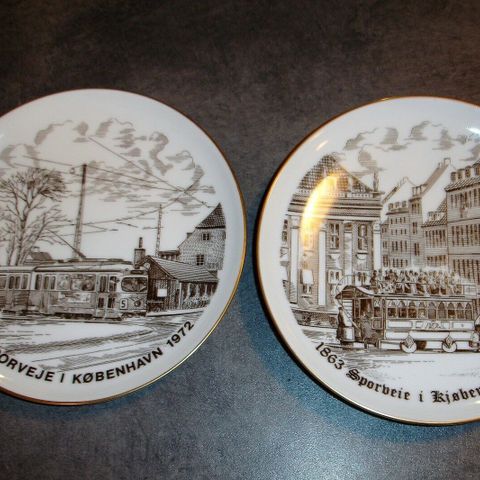 5
ORVEJE I KØBENHAVN 1972
1863 Sporveie i Kjøben